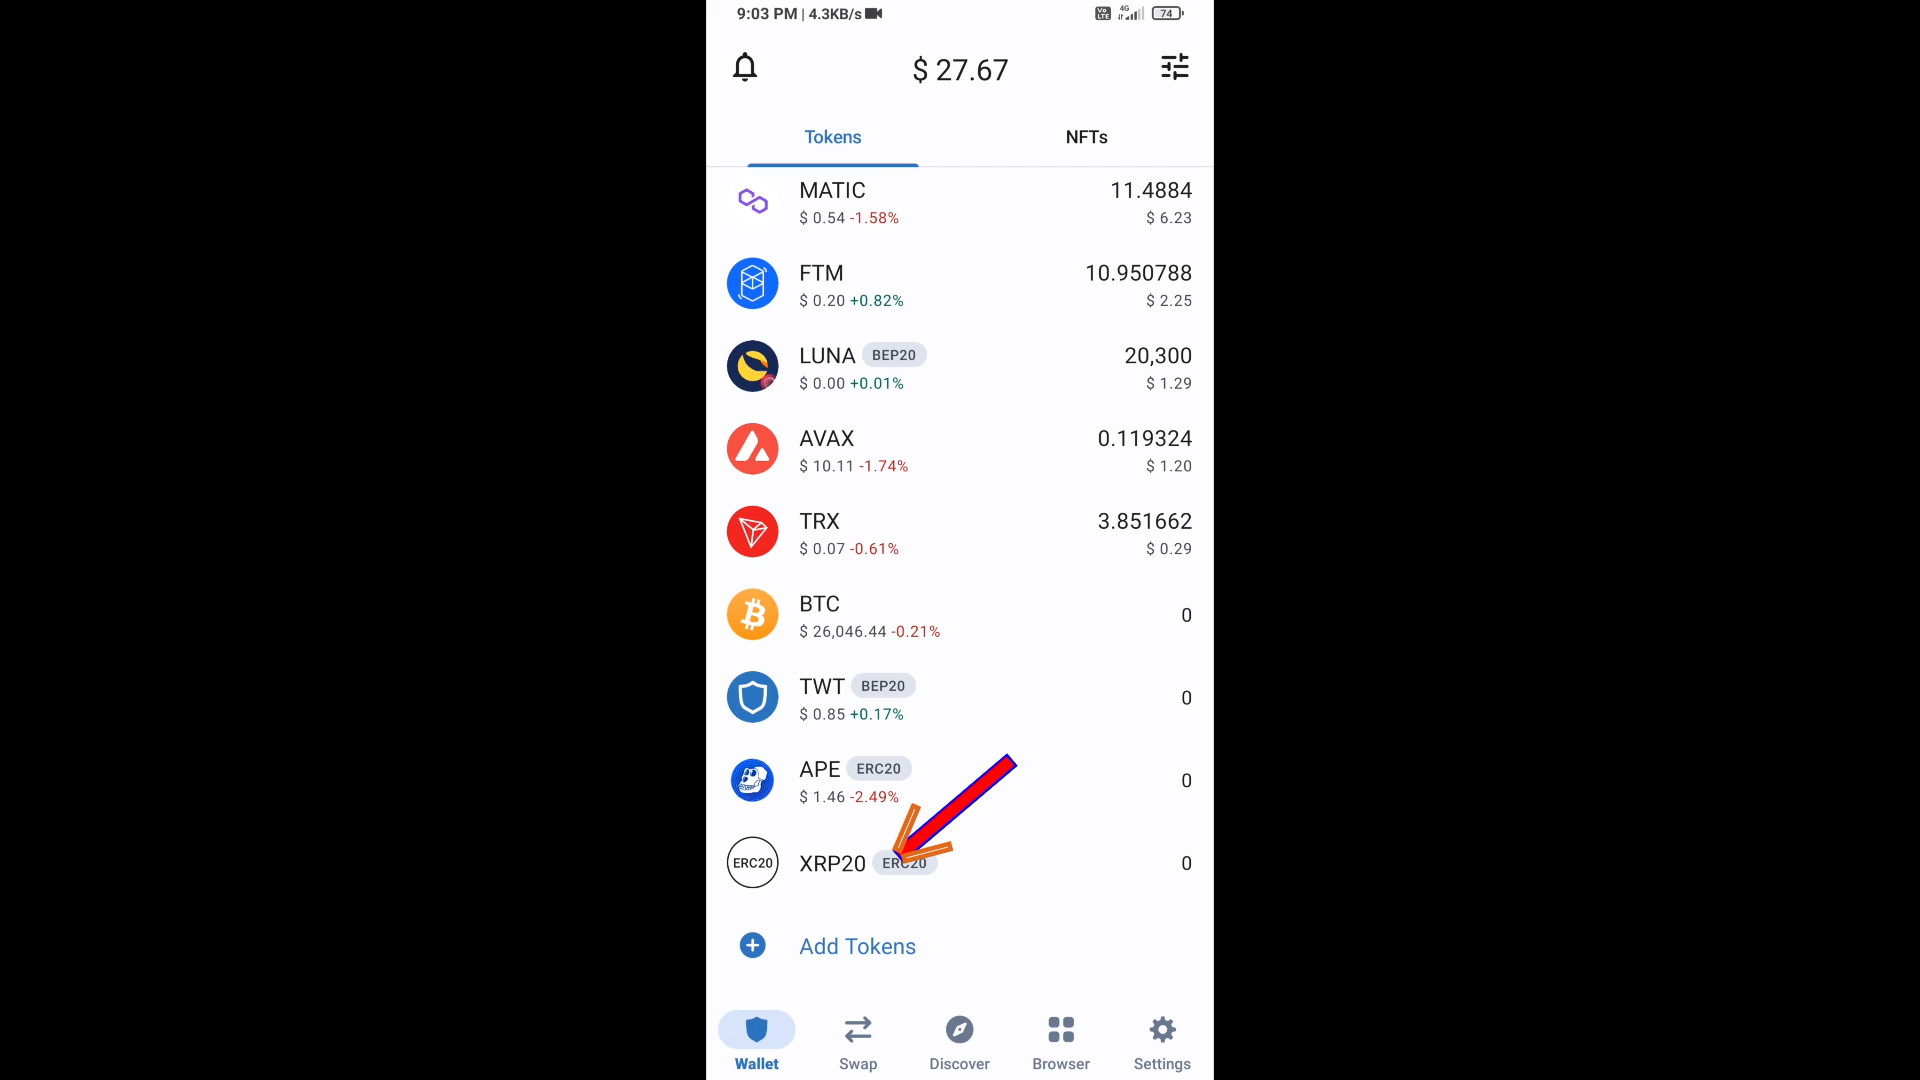 9:03 PM | 4.3KB/s
Vo LTE 4G 74
$ 27.67
Tokens NFTs
MATIC 11.4884
$ 0.54 -1.58% $ 6.23
FTM 10.950788
$ 0.20 +0.82% $ 2.25
LUNA BEP20 20,300
$ 0.00 +0.01% $ 1.29
AVAX 0.119324
$ 10.11 -1.74% $ 1.20
TRX 3.851662
$ 0.07 -0.61% $ 0.29
BTC 0
$ 26,046.44 -0.21%
TWT BEP20 0
$ 0.85 +0.17%
APE ERC20 0
$ 1.46 -2.49%
ERC20 XRP20 ERC20 0
Add Tokens
Wallet Swap Discover Browser Settings